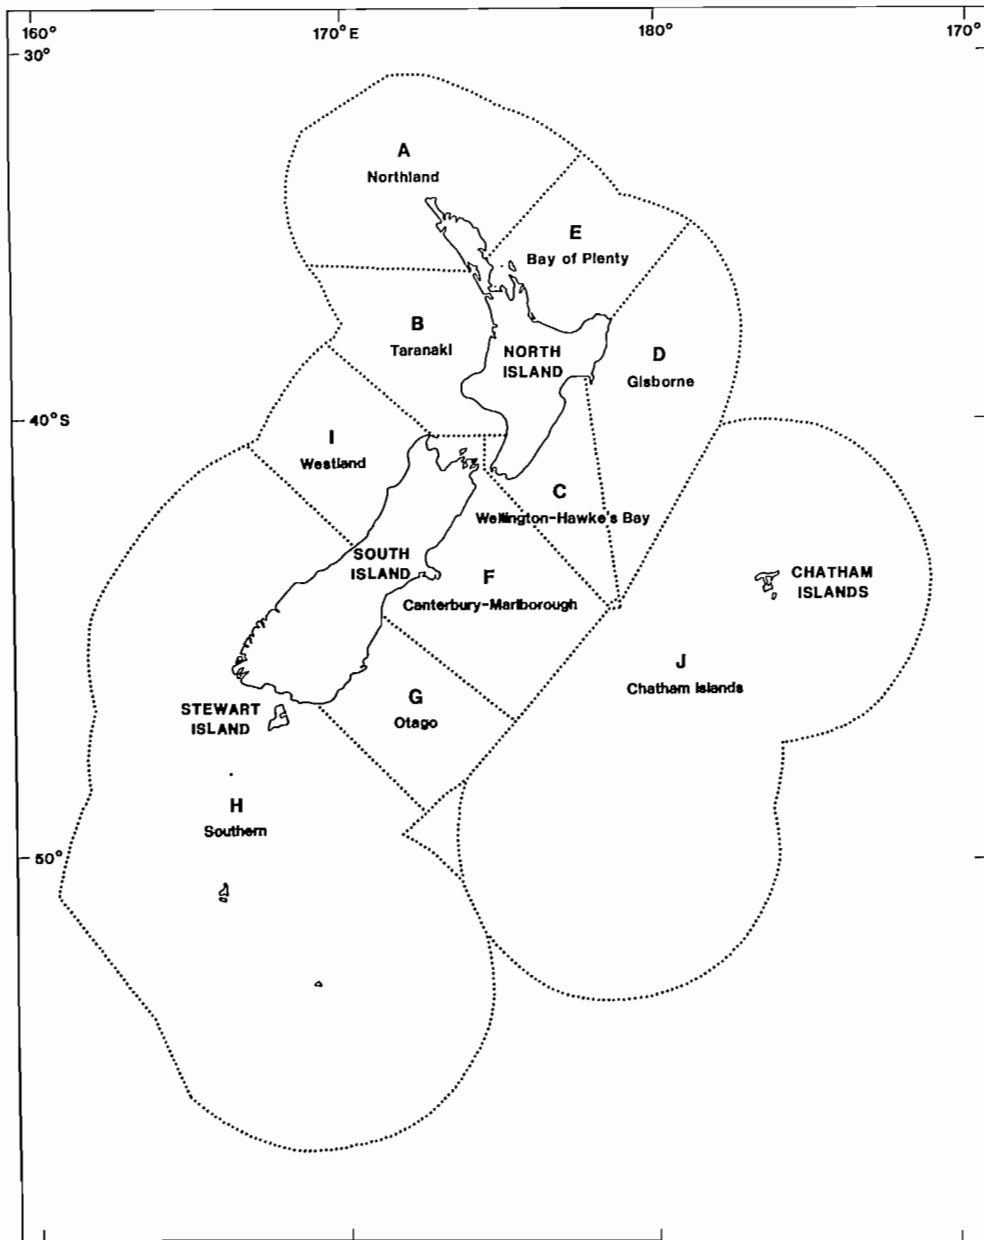 160°
170°E
180°
170°
30°
A
Northland
E
Bay of Plenty
B
Taranaki
NORTH
ISLAND
D
Gisborne
40°S
I
Westland
C
Wellington-Hawke's Bay
SOUTH
ISLAND
F
Canterbury-Marlborough
CHATHAM
ISLANDS
J
Chatham Islands
G
Otago
STEWART
ISLAND
H
Southern
50°